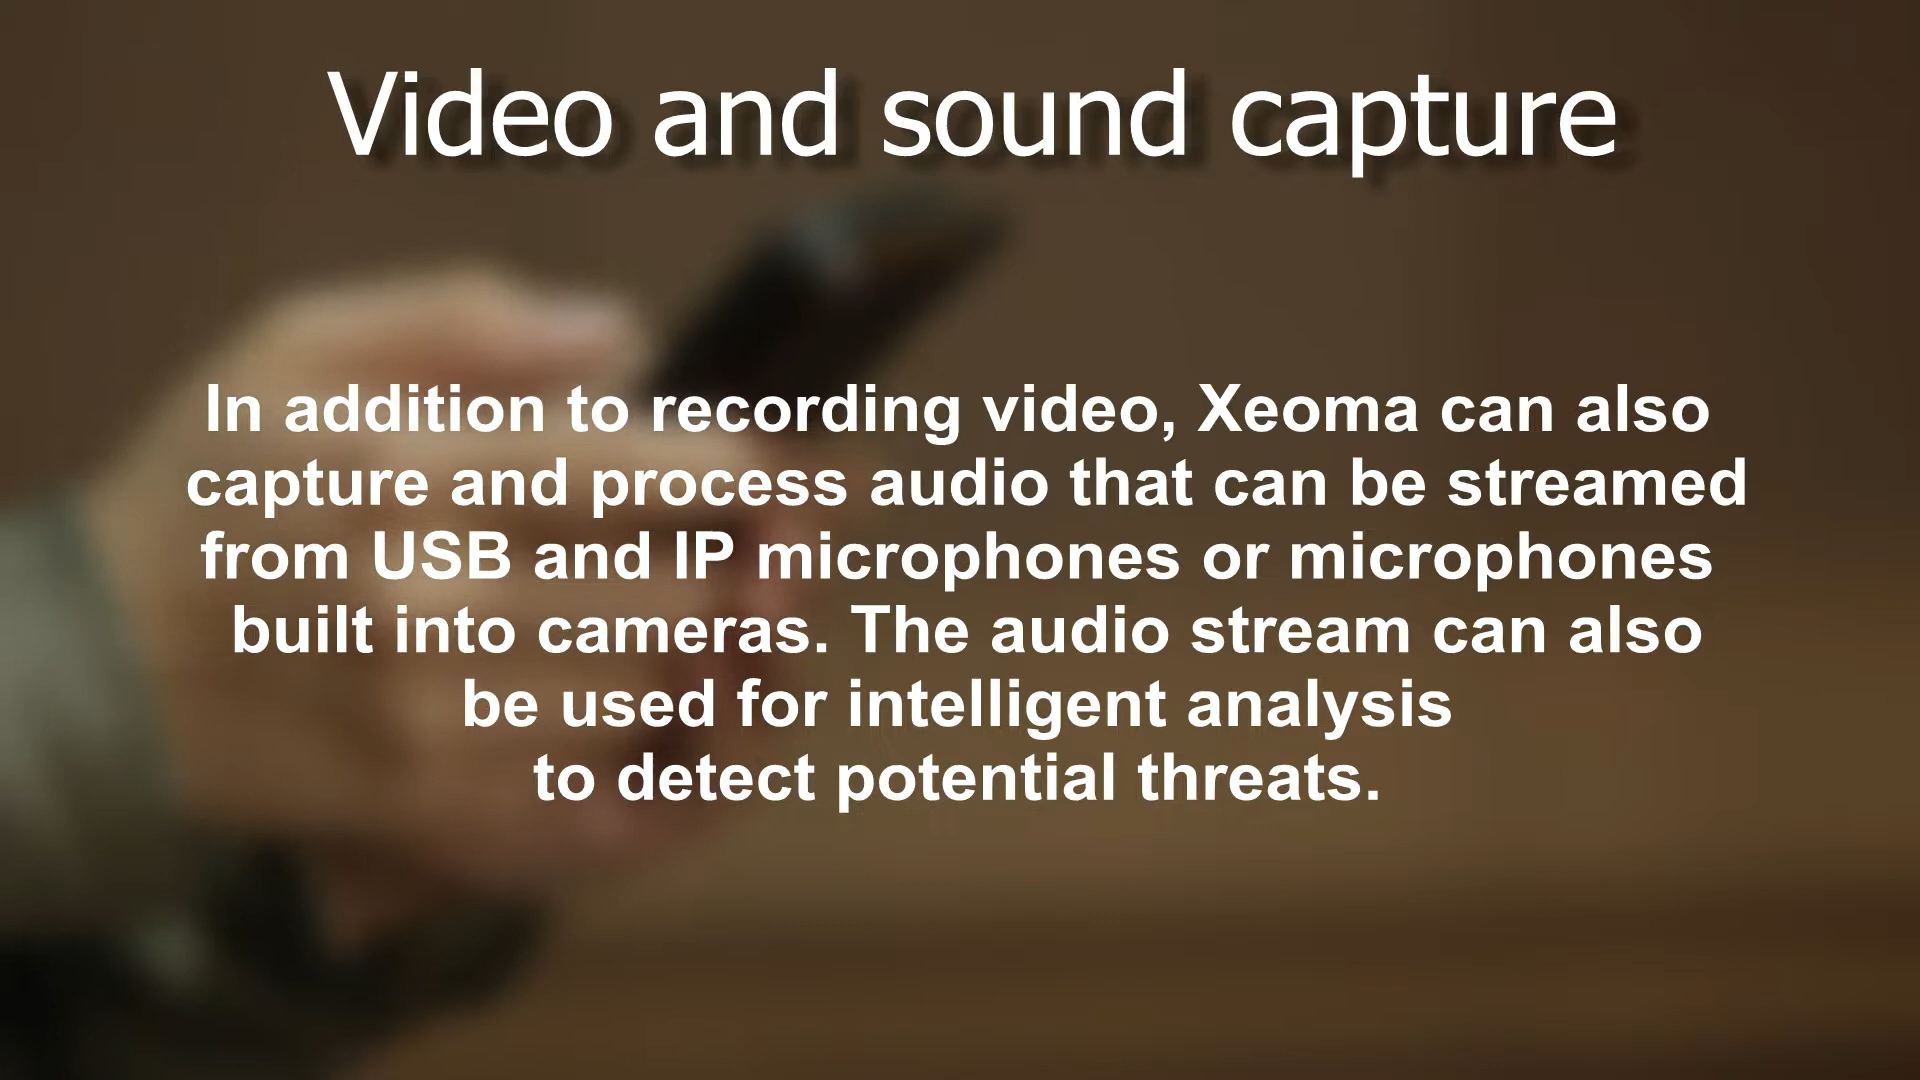 Video and sound capture
In addition to recording video, Xeoma can also
capture and process audio that can be streamed
from USB and IP microphones or microphones
built into cameras. The audio stream can also
be used for intelligent analysis
to detect potential threats.